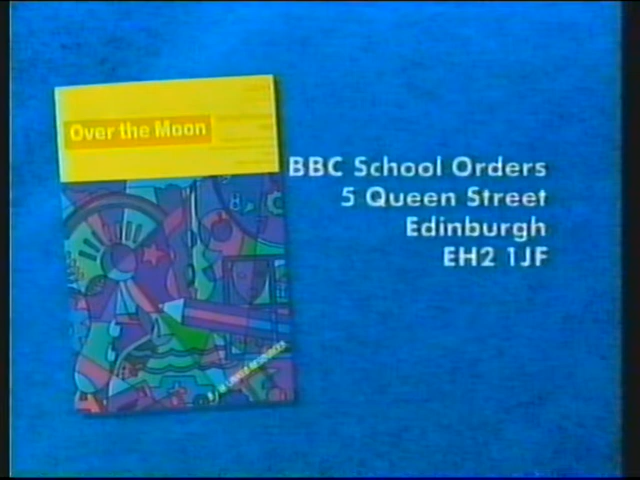 Over the Moon
BBC School Orders
5 Queen Street
Edinburgh
EH2 1JF